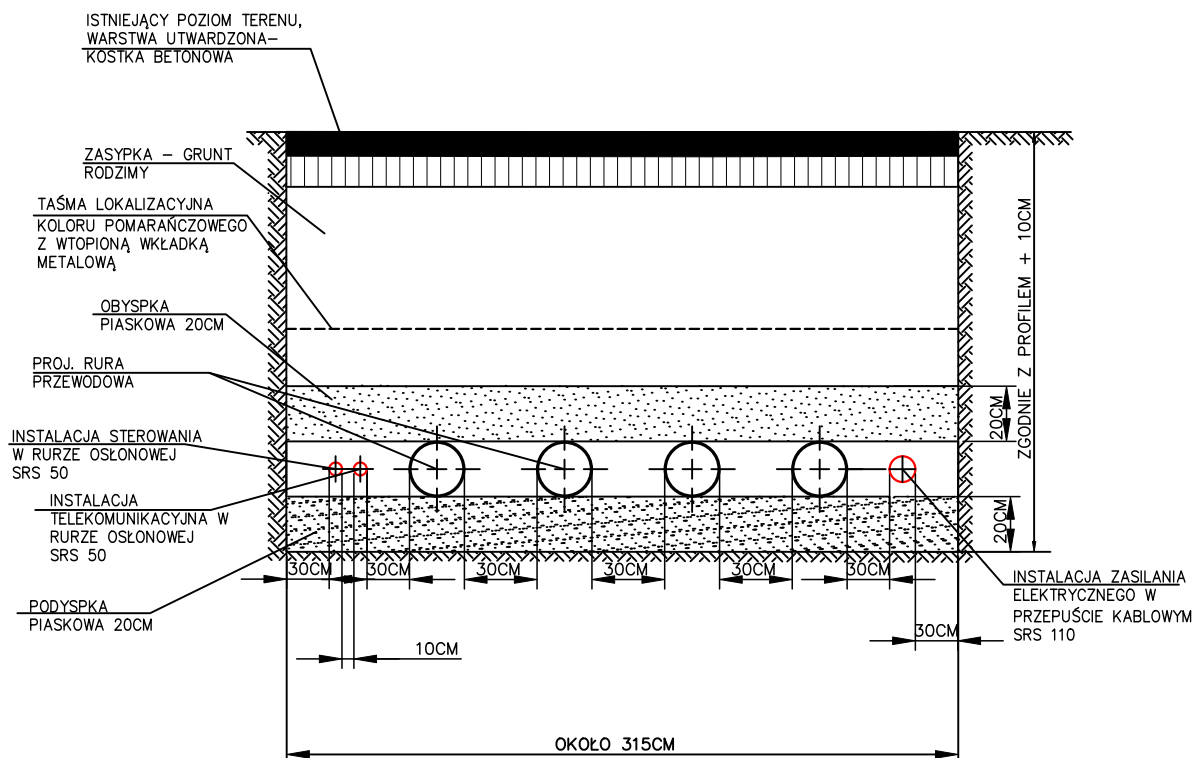 ISTNIEJĄCY POZIOM TERENU,
WARSTWA UTWARDZONA-
KOSTKA BETONOWA
ZASYPKA – GRUNT
RODZIMY
TAŚMA LOKALIZACYJNA
KOLORU POMARAŃCZOWEGO
Z WTOPIONĄ WKŁADKĄ
METALOWĄ
OBYSPKA
PIASKOWA 20CM
PROJ. RURA
PRZEWODOWA
INSTALACJA STEROWANIA
W RURZE OSŁONOWEJ
SRS 50
INSTALACJA
TELEKOMUNIKACYJNA W
RURZE OSŁONOWEJ
SRS 50
PODYSPKA
PIASKOWA 20CM
ZGODNIE Z PROFILEM + 10CM
20CM
20CM
30CM
30CM
30CM
30CM
30CM
30CM
30CM
10CM
INSTALACJA ZASILANIA
ELEKTRYCZNEGO W
PRZEPUŚCIE KABLOWYM
SRS 110
OKOŁO 315CM